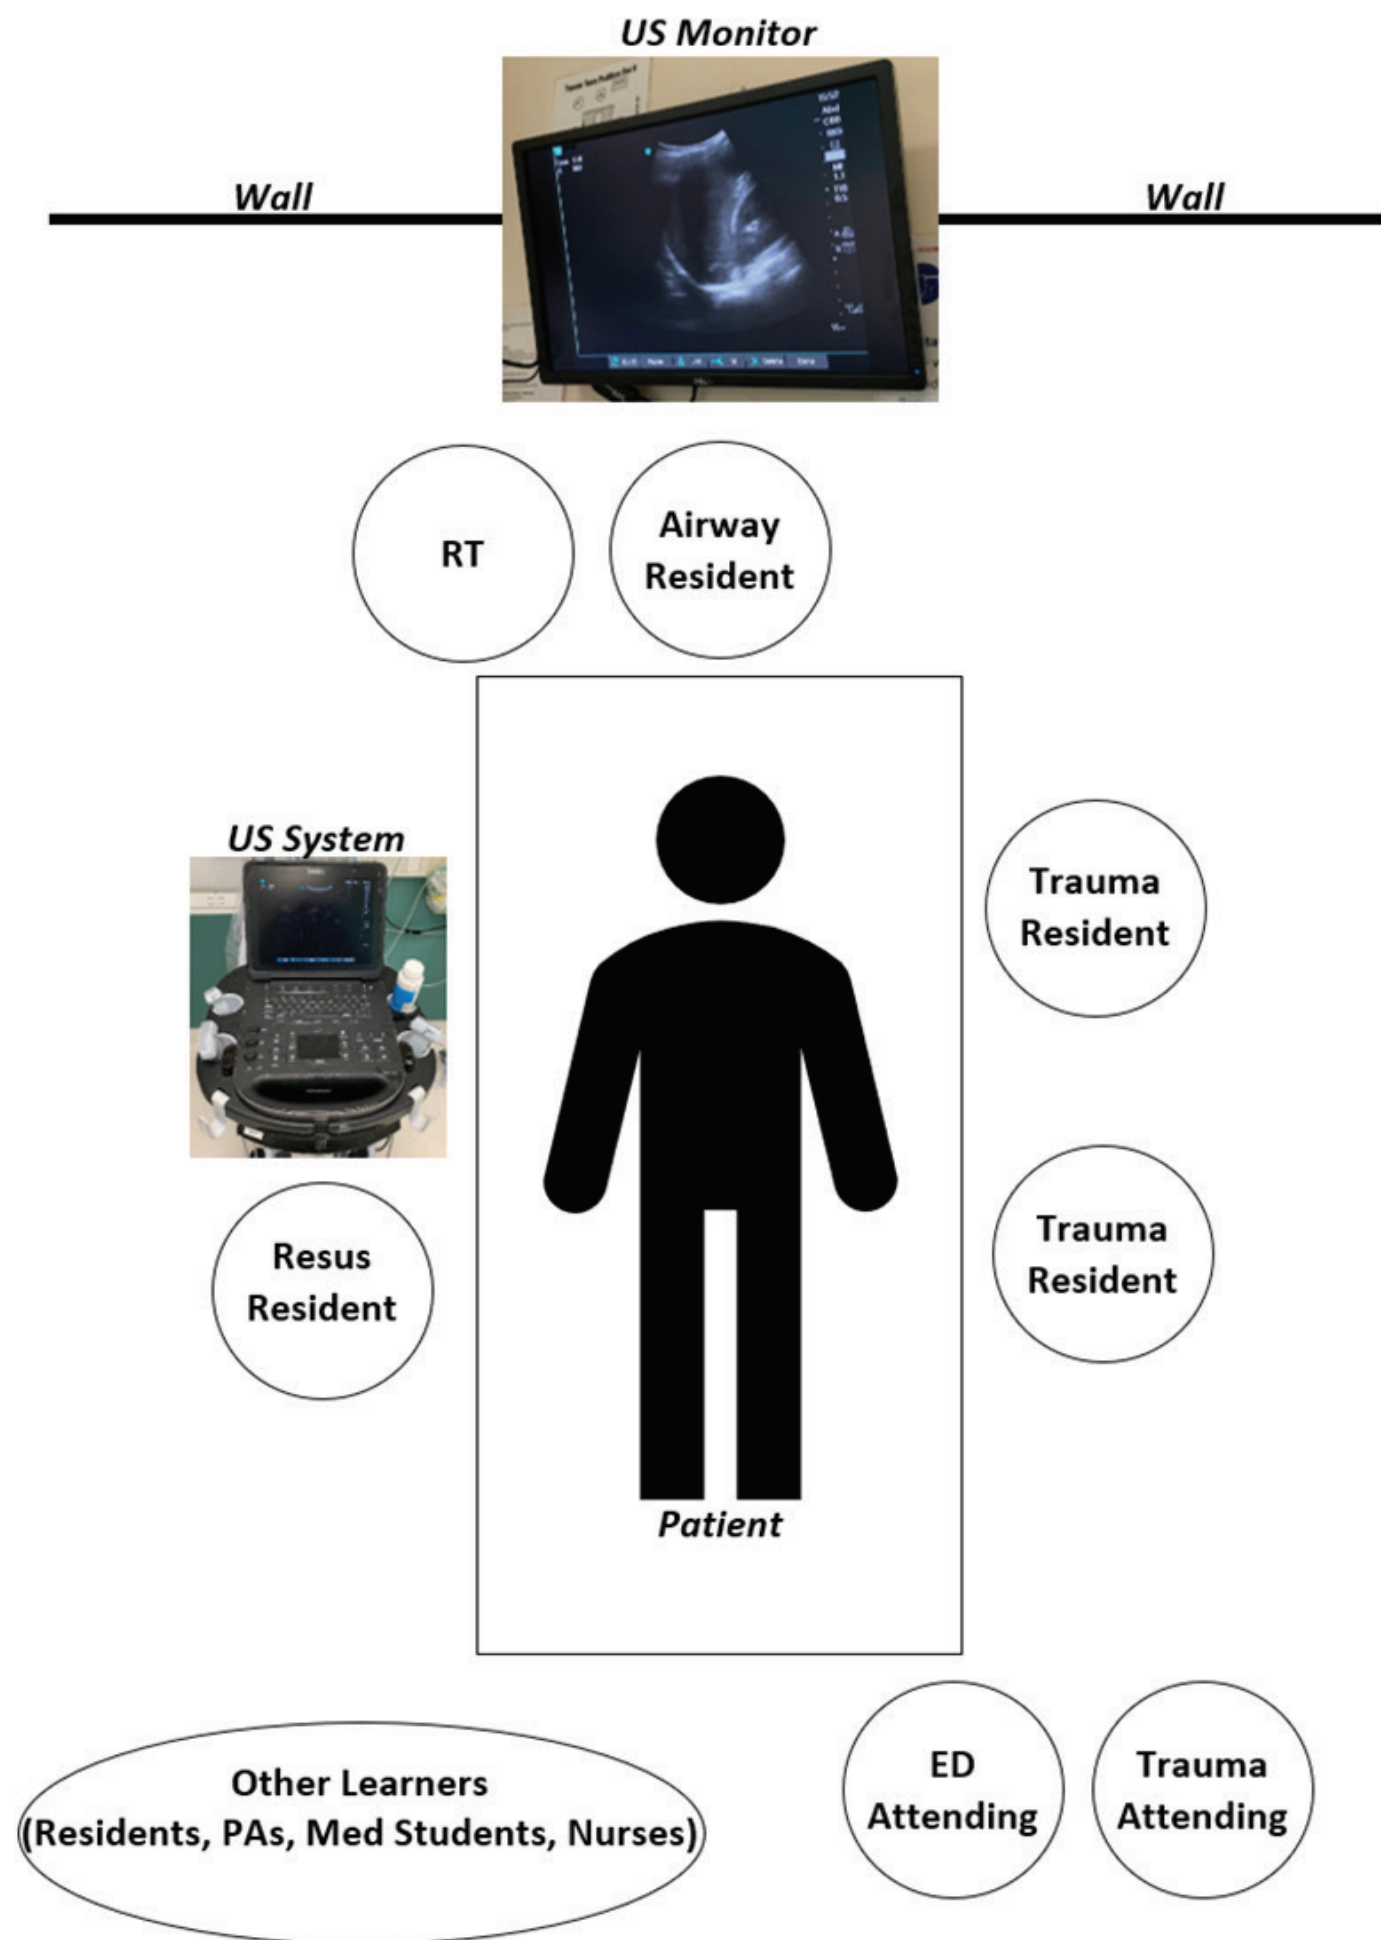 US Monitor
Wall
Wall
RT
Airway
Resident
US System
Trauma
Resident
Trauma
Resident
Resus
Resident
Patient
Other Learners
(Residents, PAs, Med Students, Nurses)
ED
Attending
Trauma
Attending